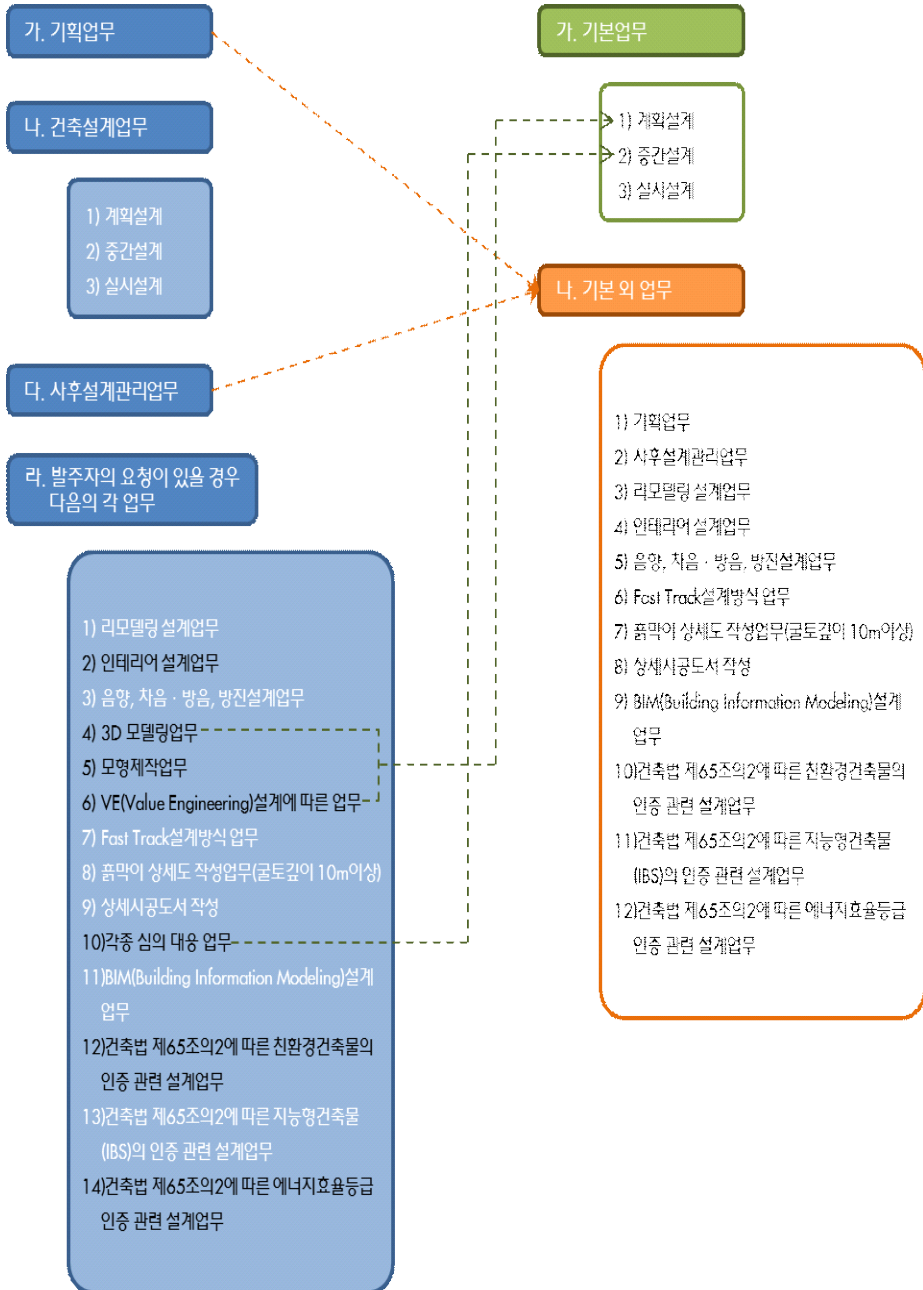 가. 기획업무
나. 건축설계업무
1) 계획설계
2) 중간설계
3) 실시설계
다. 사후설계관리업무
라. 발주자의 요청이 있을 경우
다음의 각 업무
1) 리모델링 설계업무
2) 인테리어 설계업무
3) 음향, 차음 · 방음, 방진설계업무
4) 3D 모델링업무
5) 모형제작업무
6) VE(Value Engineering)설계에 따른 업무
7) Fast Track설계방식 업무
8) 흙막이 상세도 작성업무(굴토깊이 10m이상)
9) 상세시공도서 작성
10)각종 심의 대응 업무
11)BIM(Building Information Modeling)설계
업무
12)건축법 제65조의2에 따른 친환경건축물의
인증 관련 설계업무
13)건축법 제65조의2에 따른 지능형건축물
(IBS)의 인증 관련 설계업무
14)건축법 제65조의2에 따른 에너지효율등급
인증 관련 설계업무
가. 기본업무
1) 계획설계
2) 중간설계
3) 실시설계
나. 기본 외 업무
1) 기획업무
2) 사후설계관리업무
3) 리모델링 설계업무
4) 인테리어 설계업무
5) 음향, 차음 · 방음, 방진설계업무
6) Fast Track설계방식 업무
7) 흙막이 상세도 작성업무(굴토깊이 10m이상)
8) 상세시공도서 작성
9) BIM(Building Information Modeling)설계
업무
10)건축법 제65조의2에 따른 친환경건축물의
인증 관련 설계업무
11)건축법 제65조의2에 따른 지능형건축물
(IBS)의 인증 관련 설계업무
12)건축법 제65조의2에 따른 에너지효율등급
인증 관련 설계업무